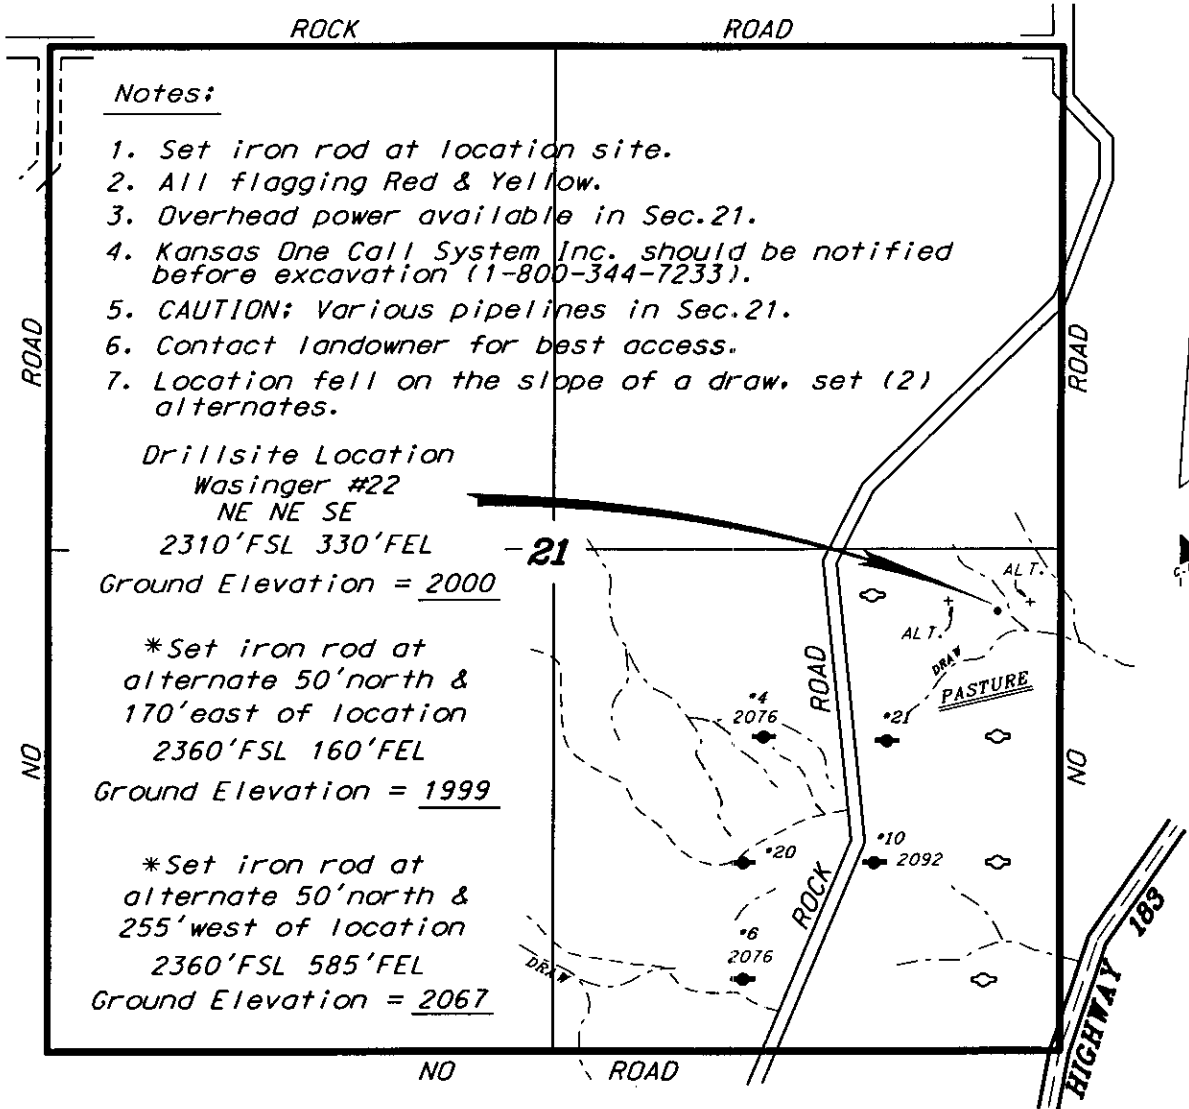 ROCK ROAD
Notes:
1. Set iron rod at location site.
2. All flagging Red & Yellow.
3. Overhead power available in Sec.21.
4. Kansas One Call System Inc. should be notified
before excavation (1-800-344-7233).
5. CAUTION: Various pipelines in Sec.21.
6. Contact landowner for best access.
7. Location fell on the slope of a draw, set (2)
alternates.
ROAD
NO
Drillsite Location
Wasinger #22
NE NE SE
2310'FSL 330'FEL
Ground Elevation = 2000
*Set iron rod at
alternate 50'north &
170'east of location
2360'FSL 160'FEL
Ground Elevation = 1999
*Set iron rod at
alternate 50'north &
255'west of location
2360'FSL 585'FEL
Ground Elevation = 2067
21
ALT.
ALT.
DRAW
PASTURE
ROAD
ROCK
#4
2076
#21
#20
#10
2092
#6
2076
DRAW
ROAD
NO
HIGHWAY 183
NO ROAD